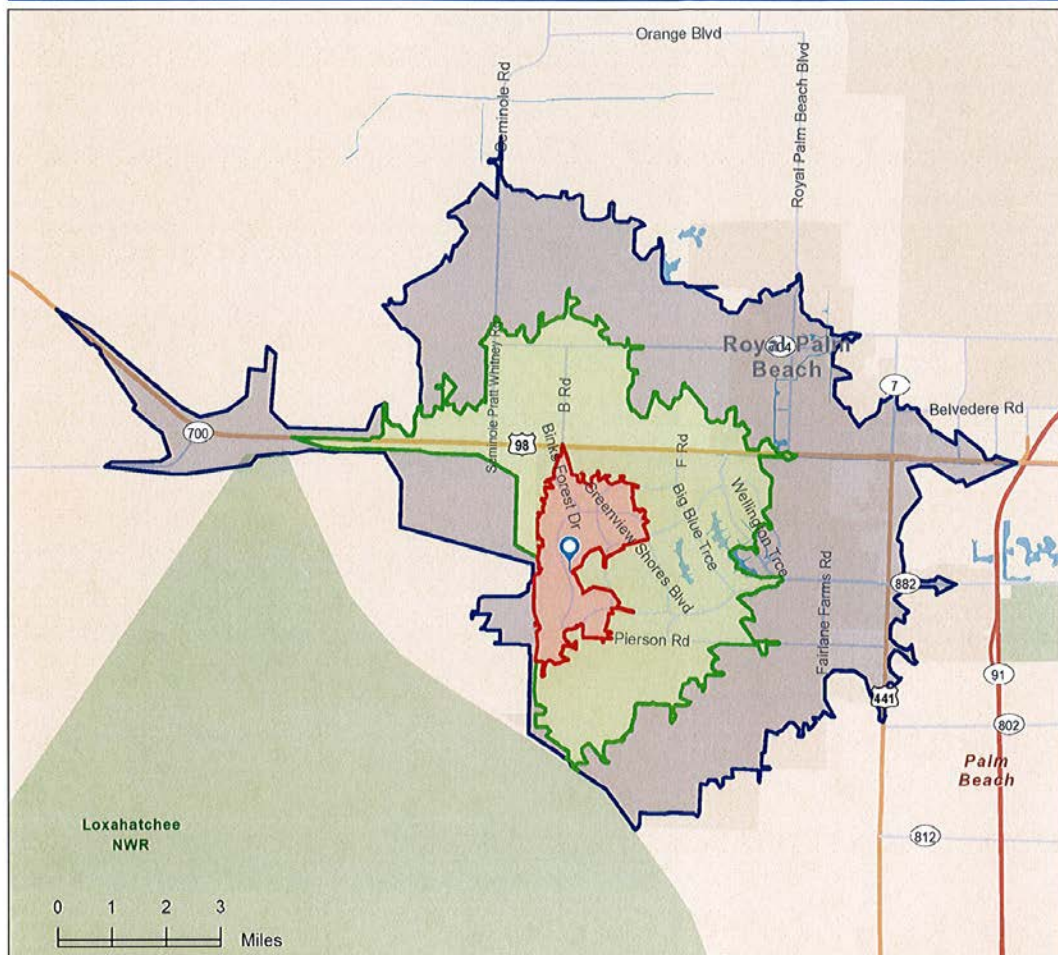 Orange Blvd
Seminole Rd
Royal Palm Beach Blvd
Seminole Pratt Whitney Rd
B Rd
704
Royal Palm
Beach
7
Belvedere Rd
700
98
F Rd
Binks Forest Dr
Greenview Shores Blvd
Big Blue Trce
Wellington Trce
882
Pierson Rd
Fairlane Farms Rd
441
91
802
Palm
Beach
812
Loxahatchee
NWR
0 1 2 3
Miles